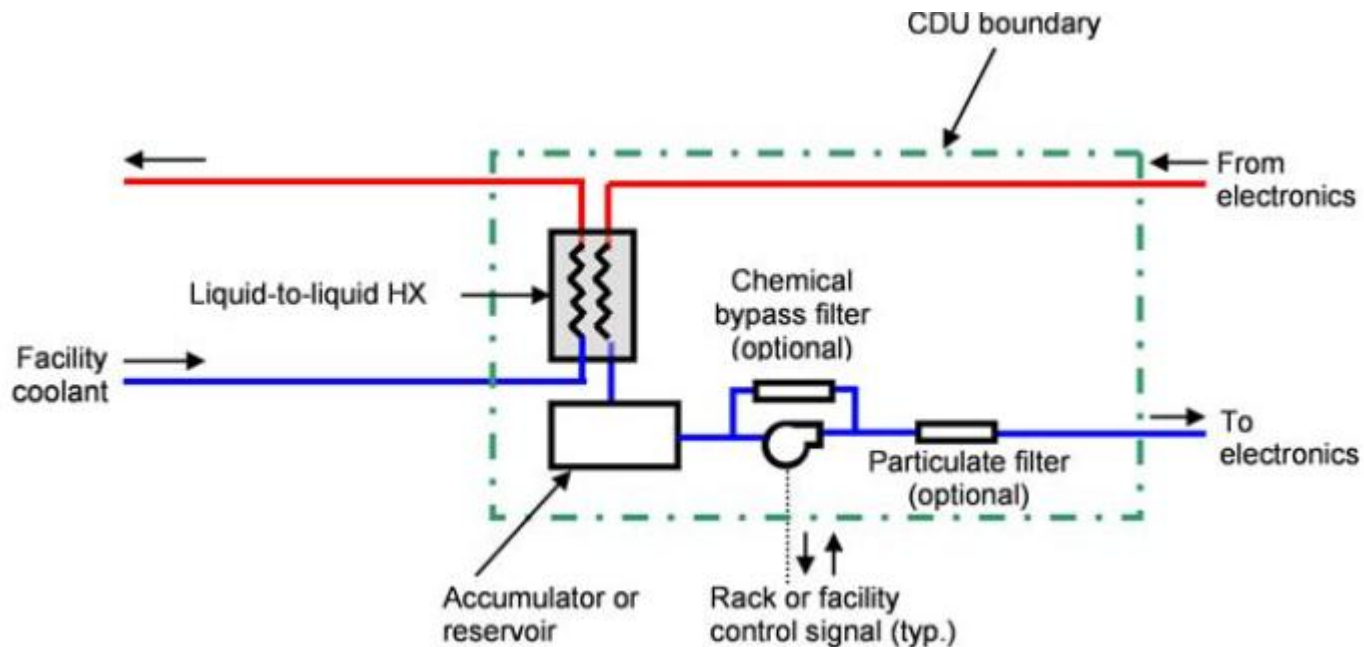 CDU boundary
From
electronics
Liquid-to-liquid HX
Chemical
bypass filter
(optional)
Facility
coolant
To
electronics
Particulate filter
(optional)
Accumulator or
reservoir
Rack or facility
control signal (typ.)